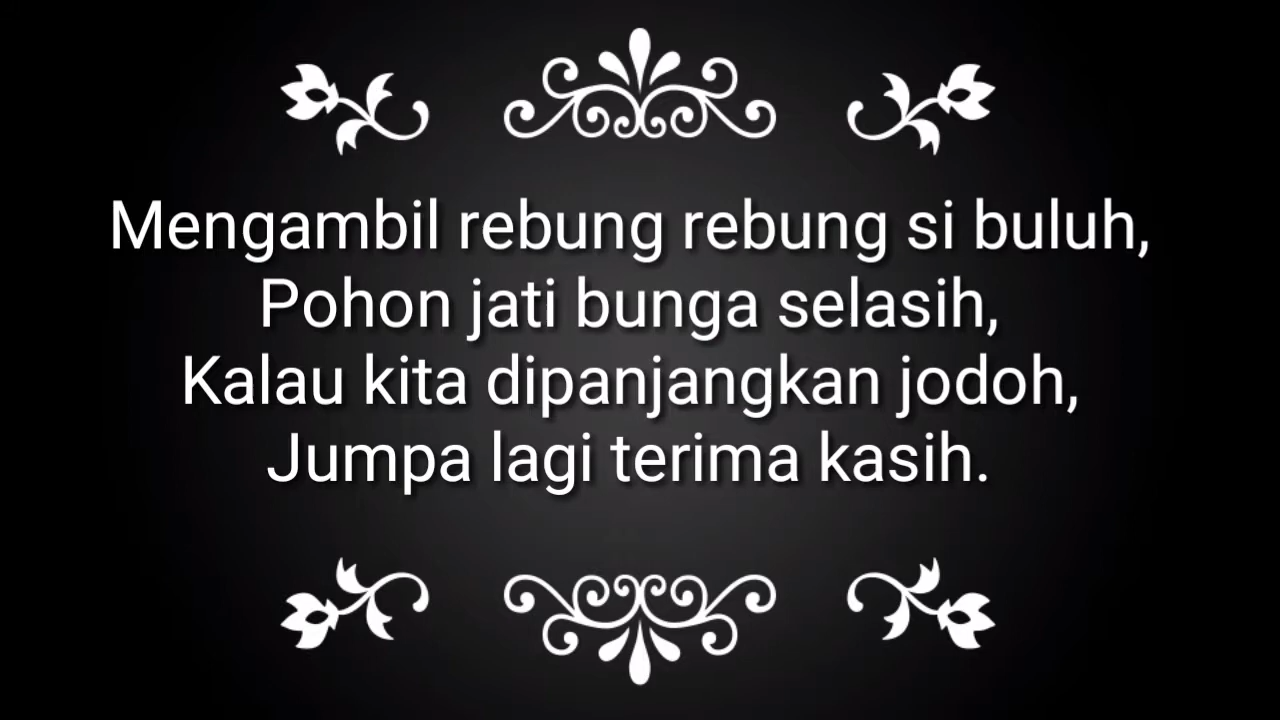 Mengambil rebung rebung si buluh,
Pohon jati bunga selasih,
Kalau kita dipanjangkan jodoh,
Jumpa lagi terima kasih.